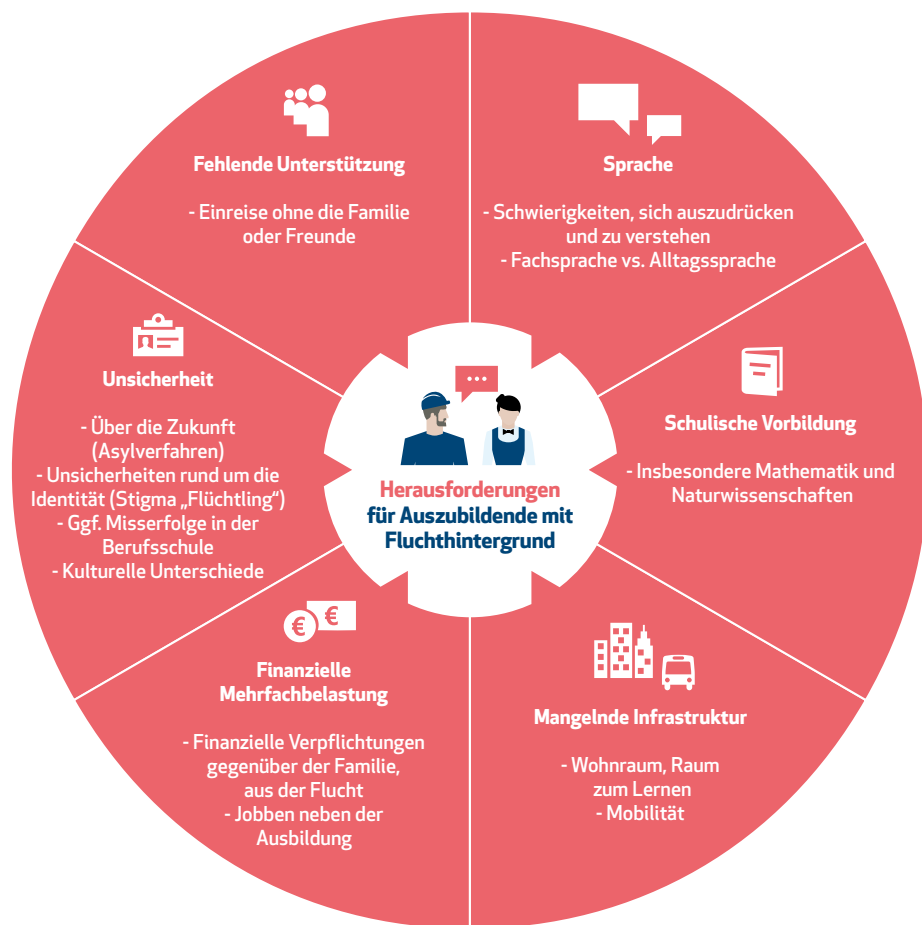 Fehlende Unterstützung
- Einreise ohne die Familie
oder Freunde
Sprache
- Schwierigkeiten, sich auszudrücken
und zu verstehen
- Fachsprache vs. Alltagssprache
Schulische Vorbildung
- Insbesondere Mathematik und
Naturwissenschaften
Mangelnde Infrastruktur
- Wohnraum, Raum
zum Lernen
- Mobilität
€ €
Finanzielle
Mehrfachbelastung
- Finanzielle Verpflichtungen
gegenüber der Familie,
aus der Flucht
- Jobben neben der
Ausbildung
Unsicherheit
- Über die Zukunft
(Asylverfahren)
- Unsicherheiten rund um die
Identität (Stigma „Flüchtling“)
- Ggf. Misserfolge in der
Berufsschule
- Kulturelle Unterschiede
Herausforderungen
für Auszubildende mit
Fluchthintergrund